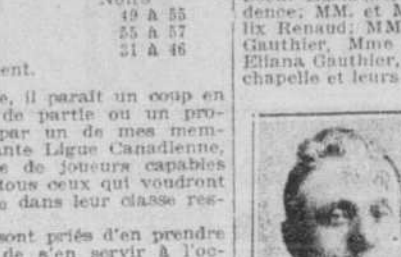 Noirs
49 à 55
55 à 57
31 à 46
ent.
e, il paraît un coup en
de partie ou un pro-
par un de mes mem-
ante Ligue Canadienne,
e de joueurs capables
tous ceux qui voudront
dans leur classe res-
sont priés d'en prendre
de s'en servir à l'oc-
dence; MM. et M
lix Renaud; MM
Gauthier, Mme
Eliana Gauthier,
chapelle et leurs